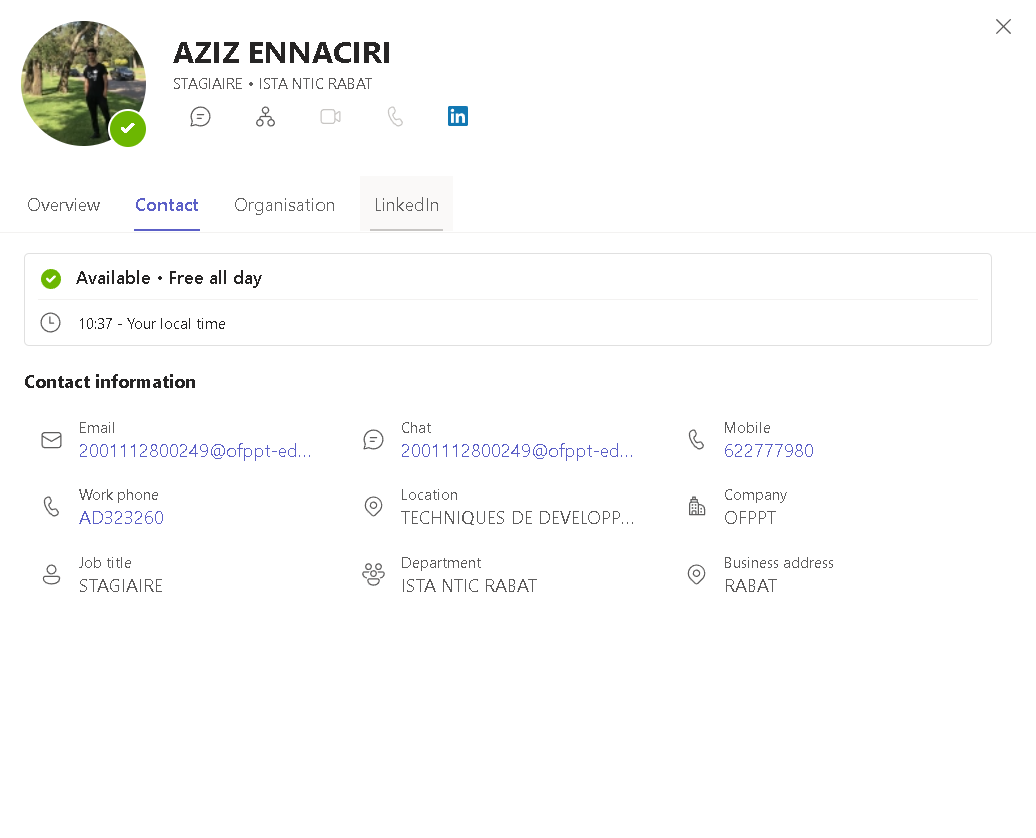 AZIZ ENNACIRI
STAGIAIRE • ISTA NTIC RABAT
in
Overview Contact Organisation LinkedIn
Available • Free all day
10:37 - Your local time
Contact information
Email Chat Mobile
2001112800249@ofppt-ed... 2001112800249@ofppt-ed... 622777980
Work phone Location Company
AD323260 TECHNIQUES DE DEVELOPP... OFPPT
Job title Department Business address
STAGIAIRE ISTA NTIC RABAT RABAT